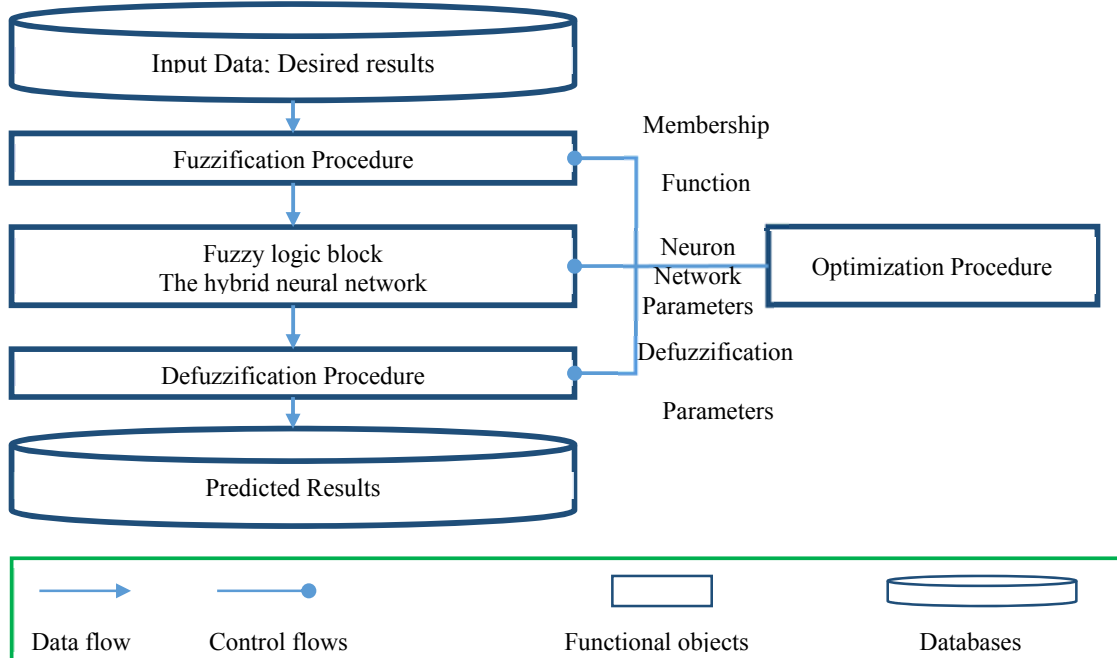 Input Data; Desired results
Membership
Fuzzification Procedure
Function
Fuzzy logic block
The hybrid neural network
Neuron
Network
Parameters
Optimization Procedure
Defuzzification
Defuzzification Procedure
Parameters
Predicted Results
Data flow
Control flows
Functional objects
Databases